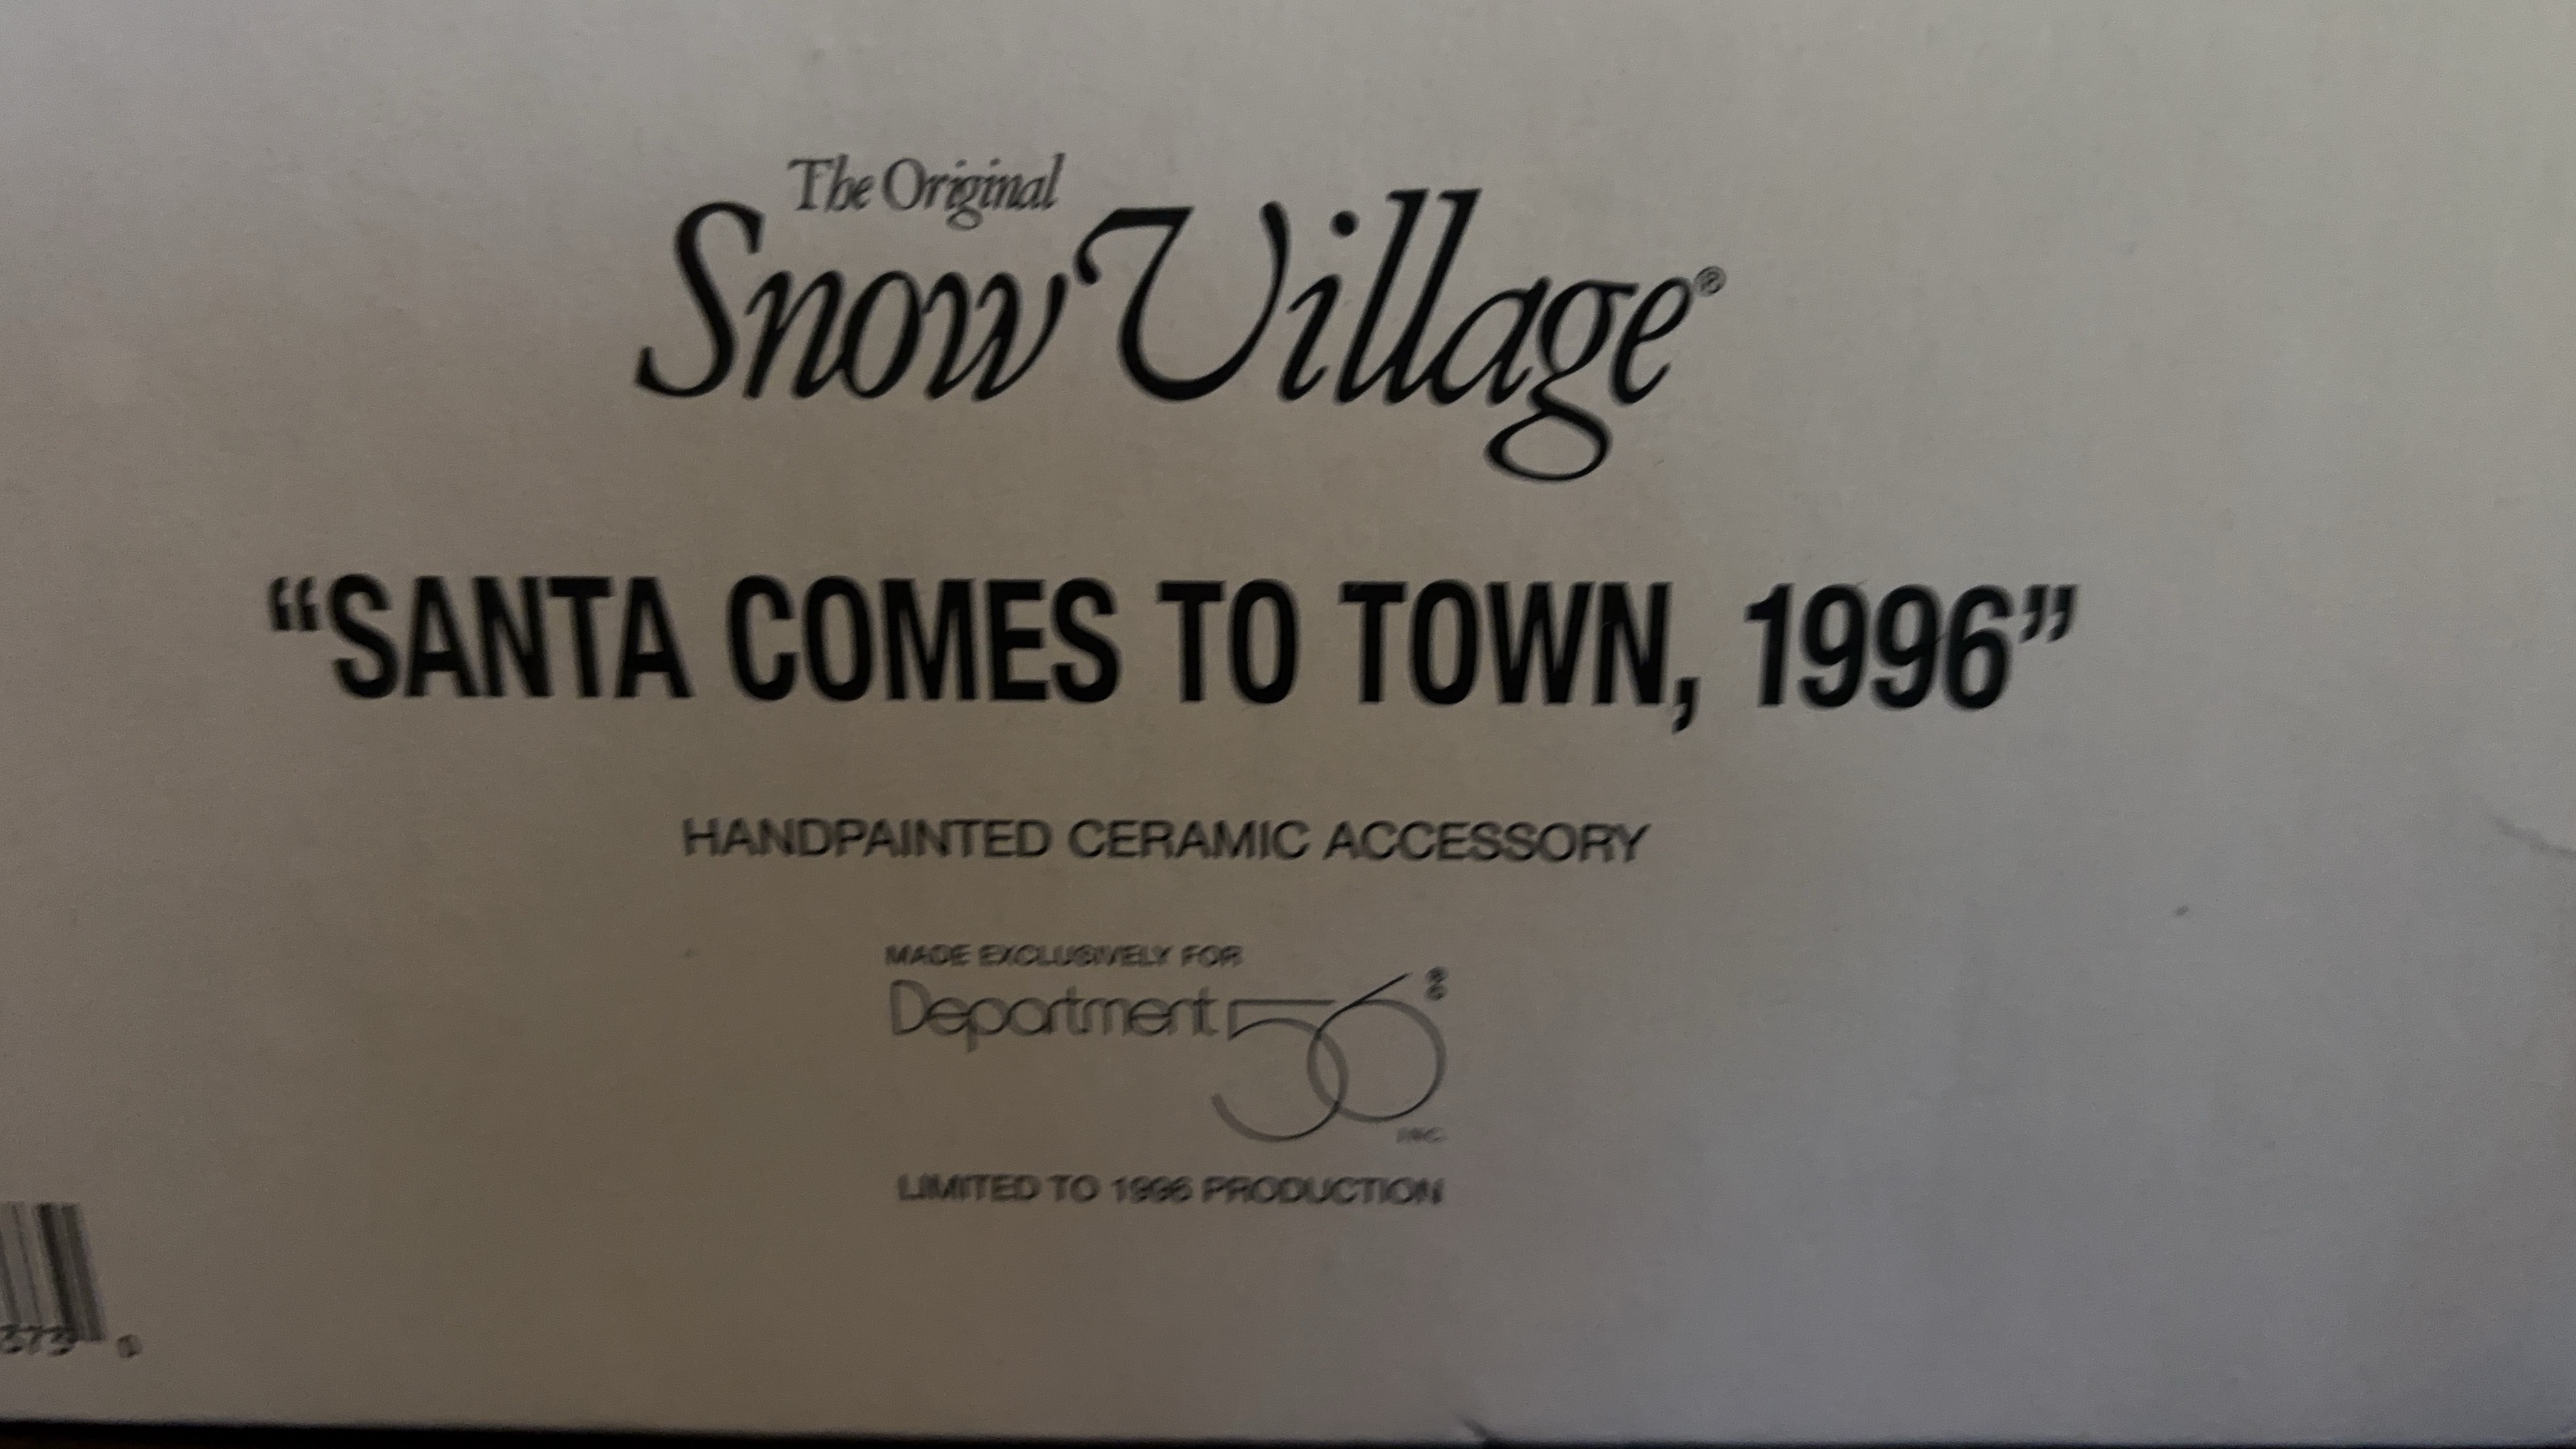 The Original
Snow Village®
“SANTA COMES TO TOWN, 1996”
HANDPAINTED CERAMIC ACCESSORY
MADE EXCLUSIVELY FOR
Department 56®
INC.
LIMITED TO 1996 PRODUCTION